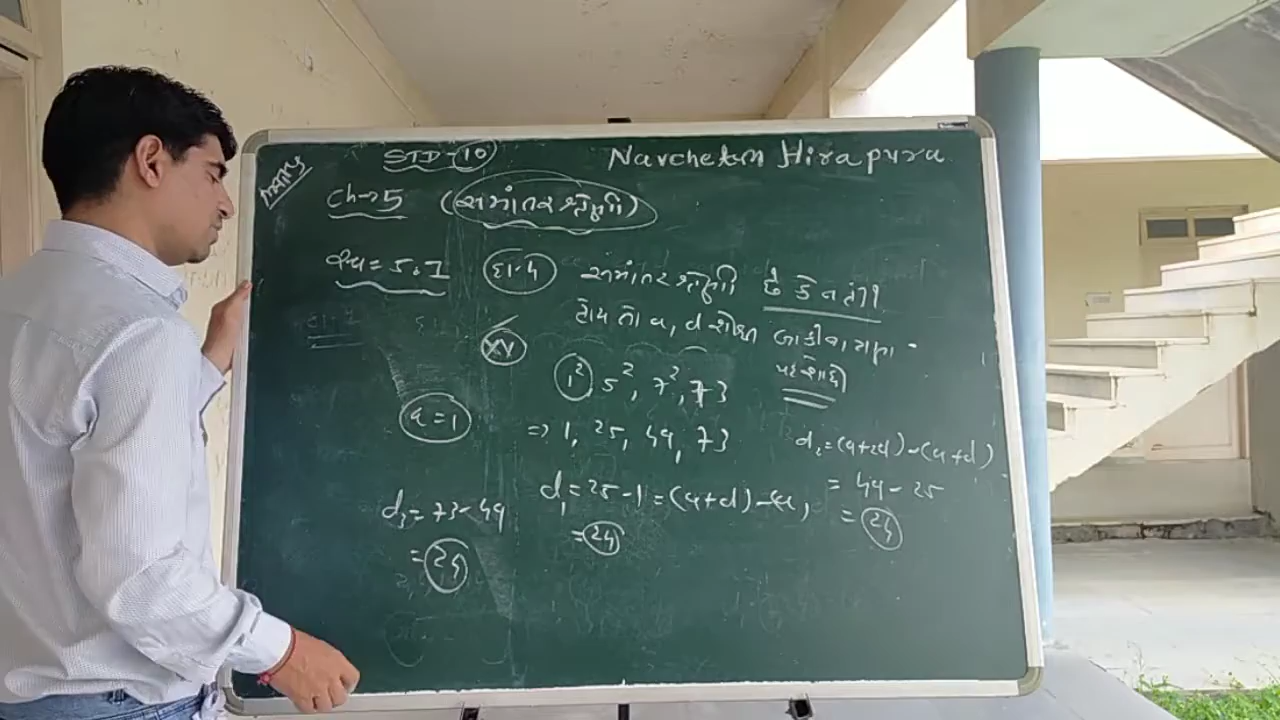 Maths
STD-10 Navchetan Hirapura
Ch→5 (સમાંતર શ્રેણી)
સ્વા = 5.1 દા.4 સમાંતર શ્રેણી છે કે નહીં?
હોય તો a, d શોધી બાકીના ત્રણ
પદ શોધો
XV 1², 5², 7², 73
a=1 ⇒ 1, 25, 49, 73
d₂=(a+2d)-(a+d)
d₁=25-1=(a+d)-a, = 49-25
d₃=73-49 =24 =24
=24